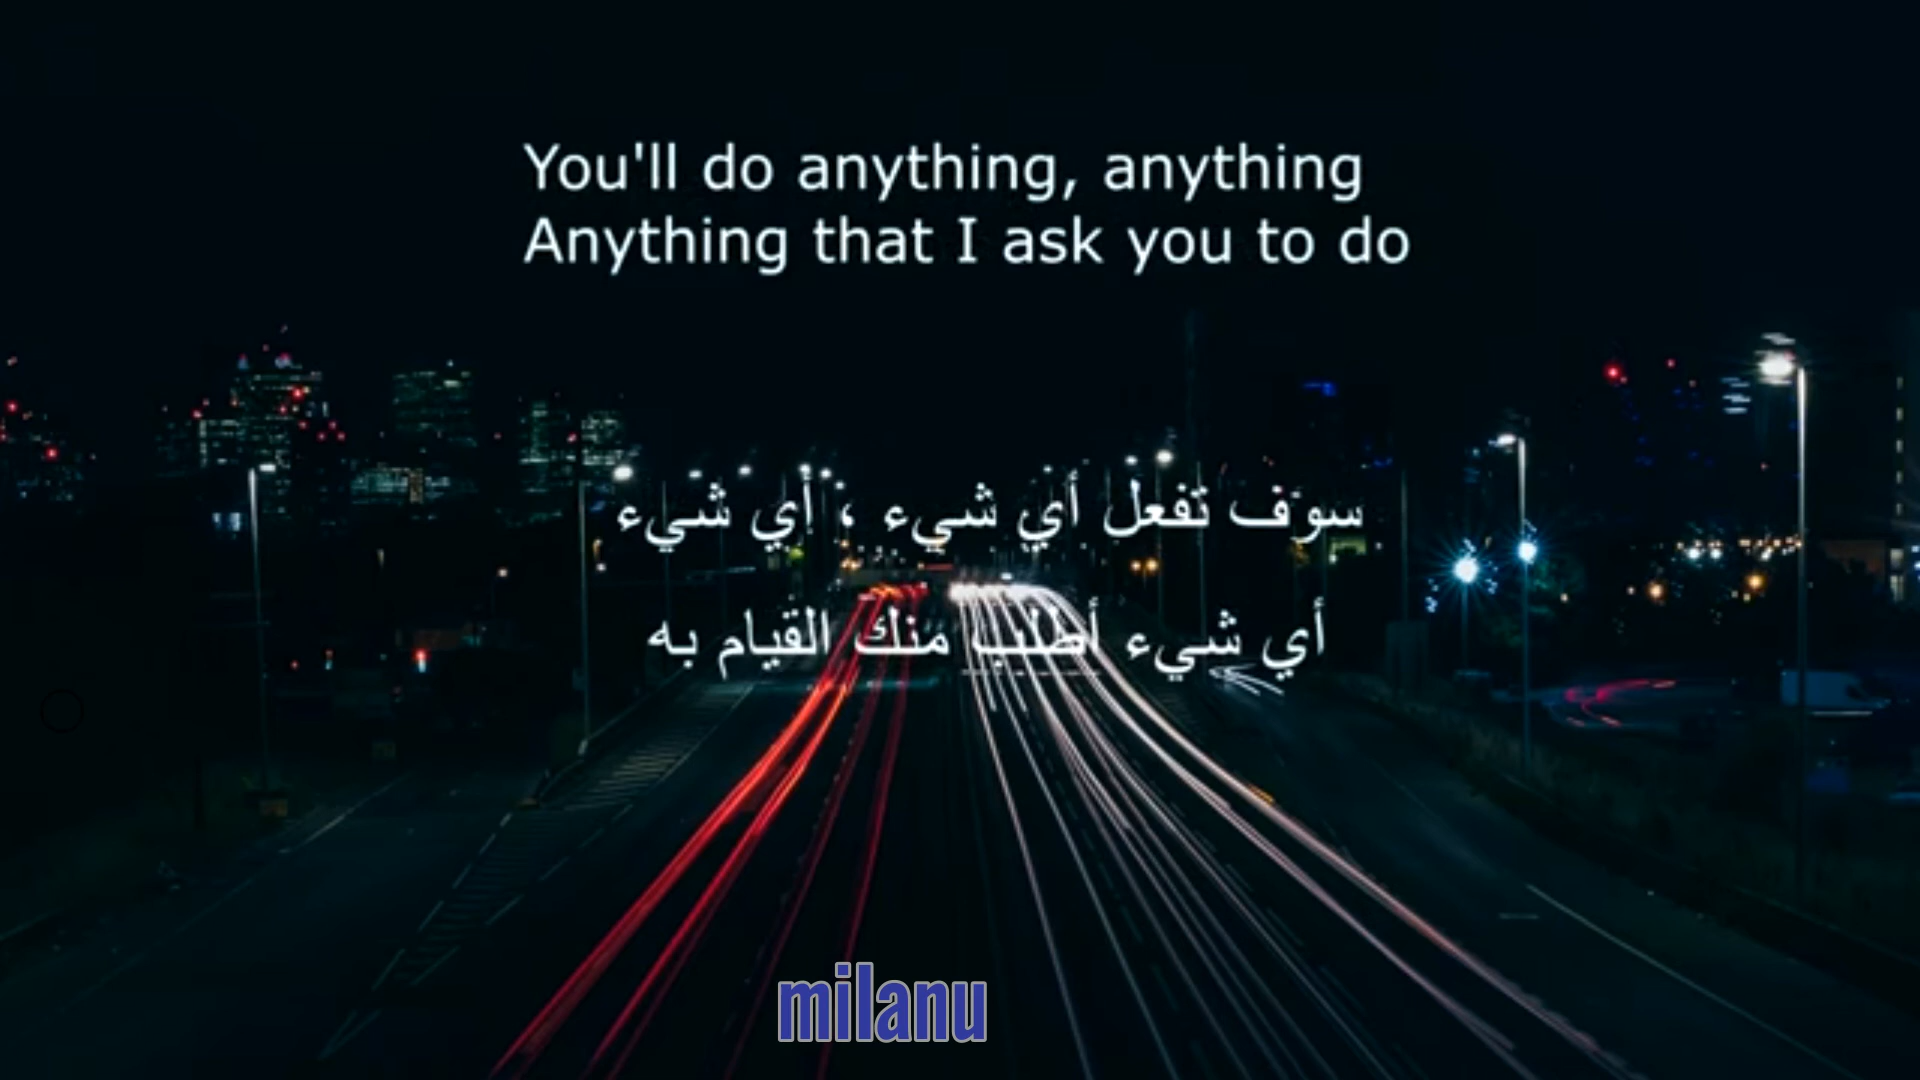 You'll do anything, anything
Anything that I ask you to do
سوف تفعل أي شيء ، أي شيء
أي شيء أطلب منك القيام به
milanu